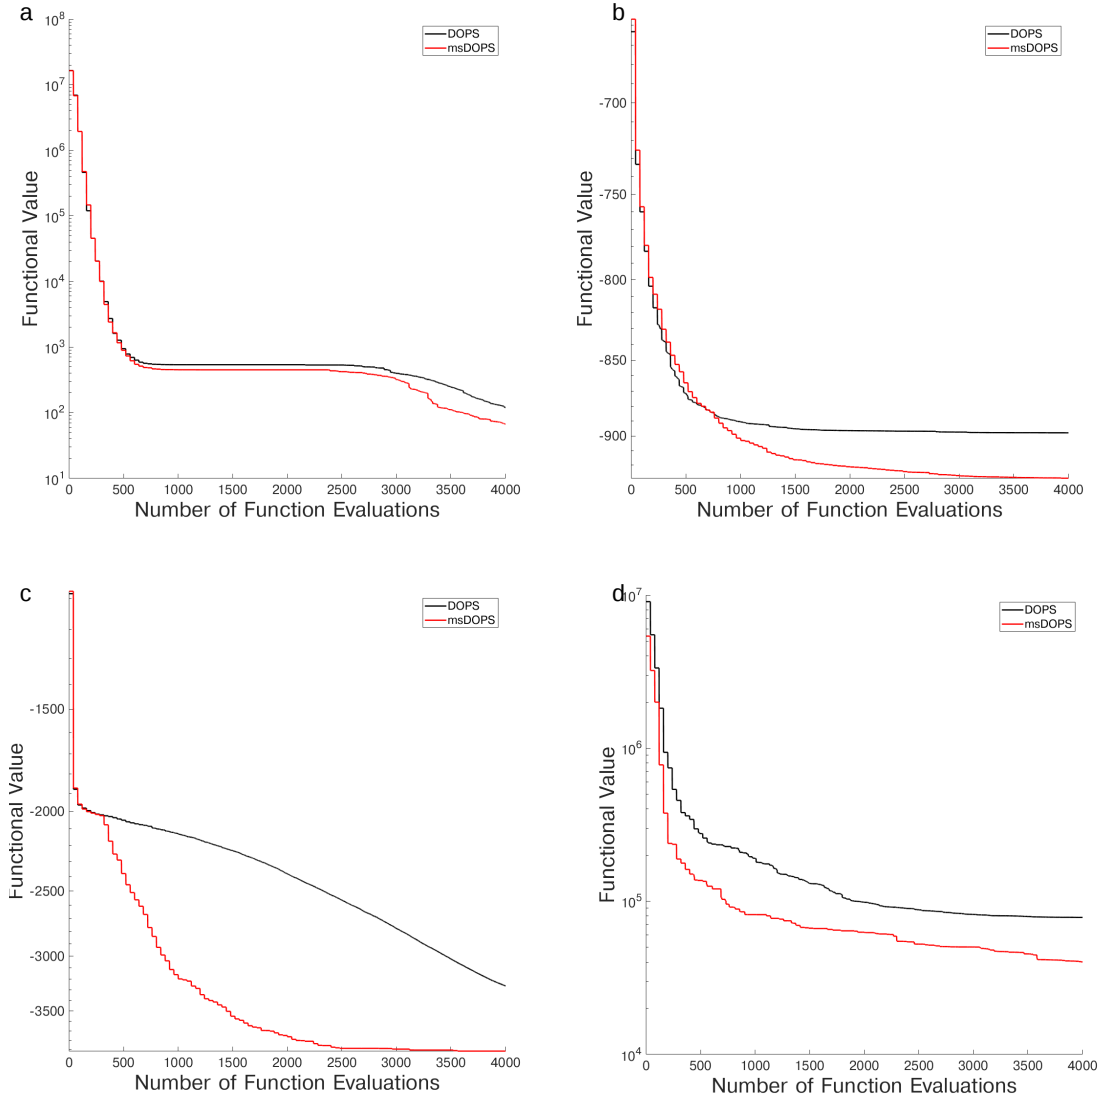 a
10^8
10^7
10^6
10^5
10^4
10^3
10^2
10^1
Functional Value
0 500 1000 1500 2000 2500 3000 3500 4000
Number of Function Evaluations
DOPS
msDOPS
b
-700
-750
-800
-850
-900
Functional Value
0 500 1000 1500 2000 2500 3000 3500 4000
Number of Function Evaluations
DOPS
msDOPS
c
-1500
-2000
-2500
-3000
-3500
Functional Value
0 500 1000 1500 2000 2500 3000 3500 4000
Number of Function Evaluations
DOPS
msDOPS
d
10^7
10^6
10^5
10^4
Functional Value
0 500 1000 1500 2000 2500 3000 3500 4000
Number of Function Evaluations
DOPS
msDOPS